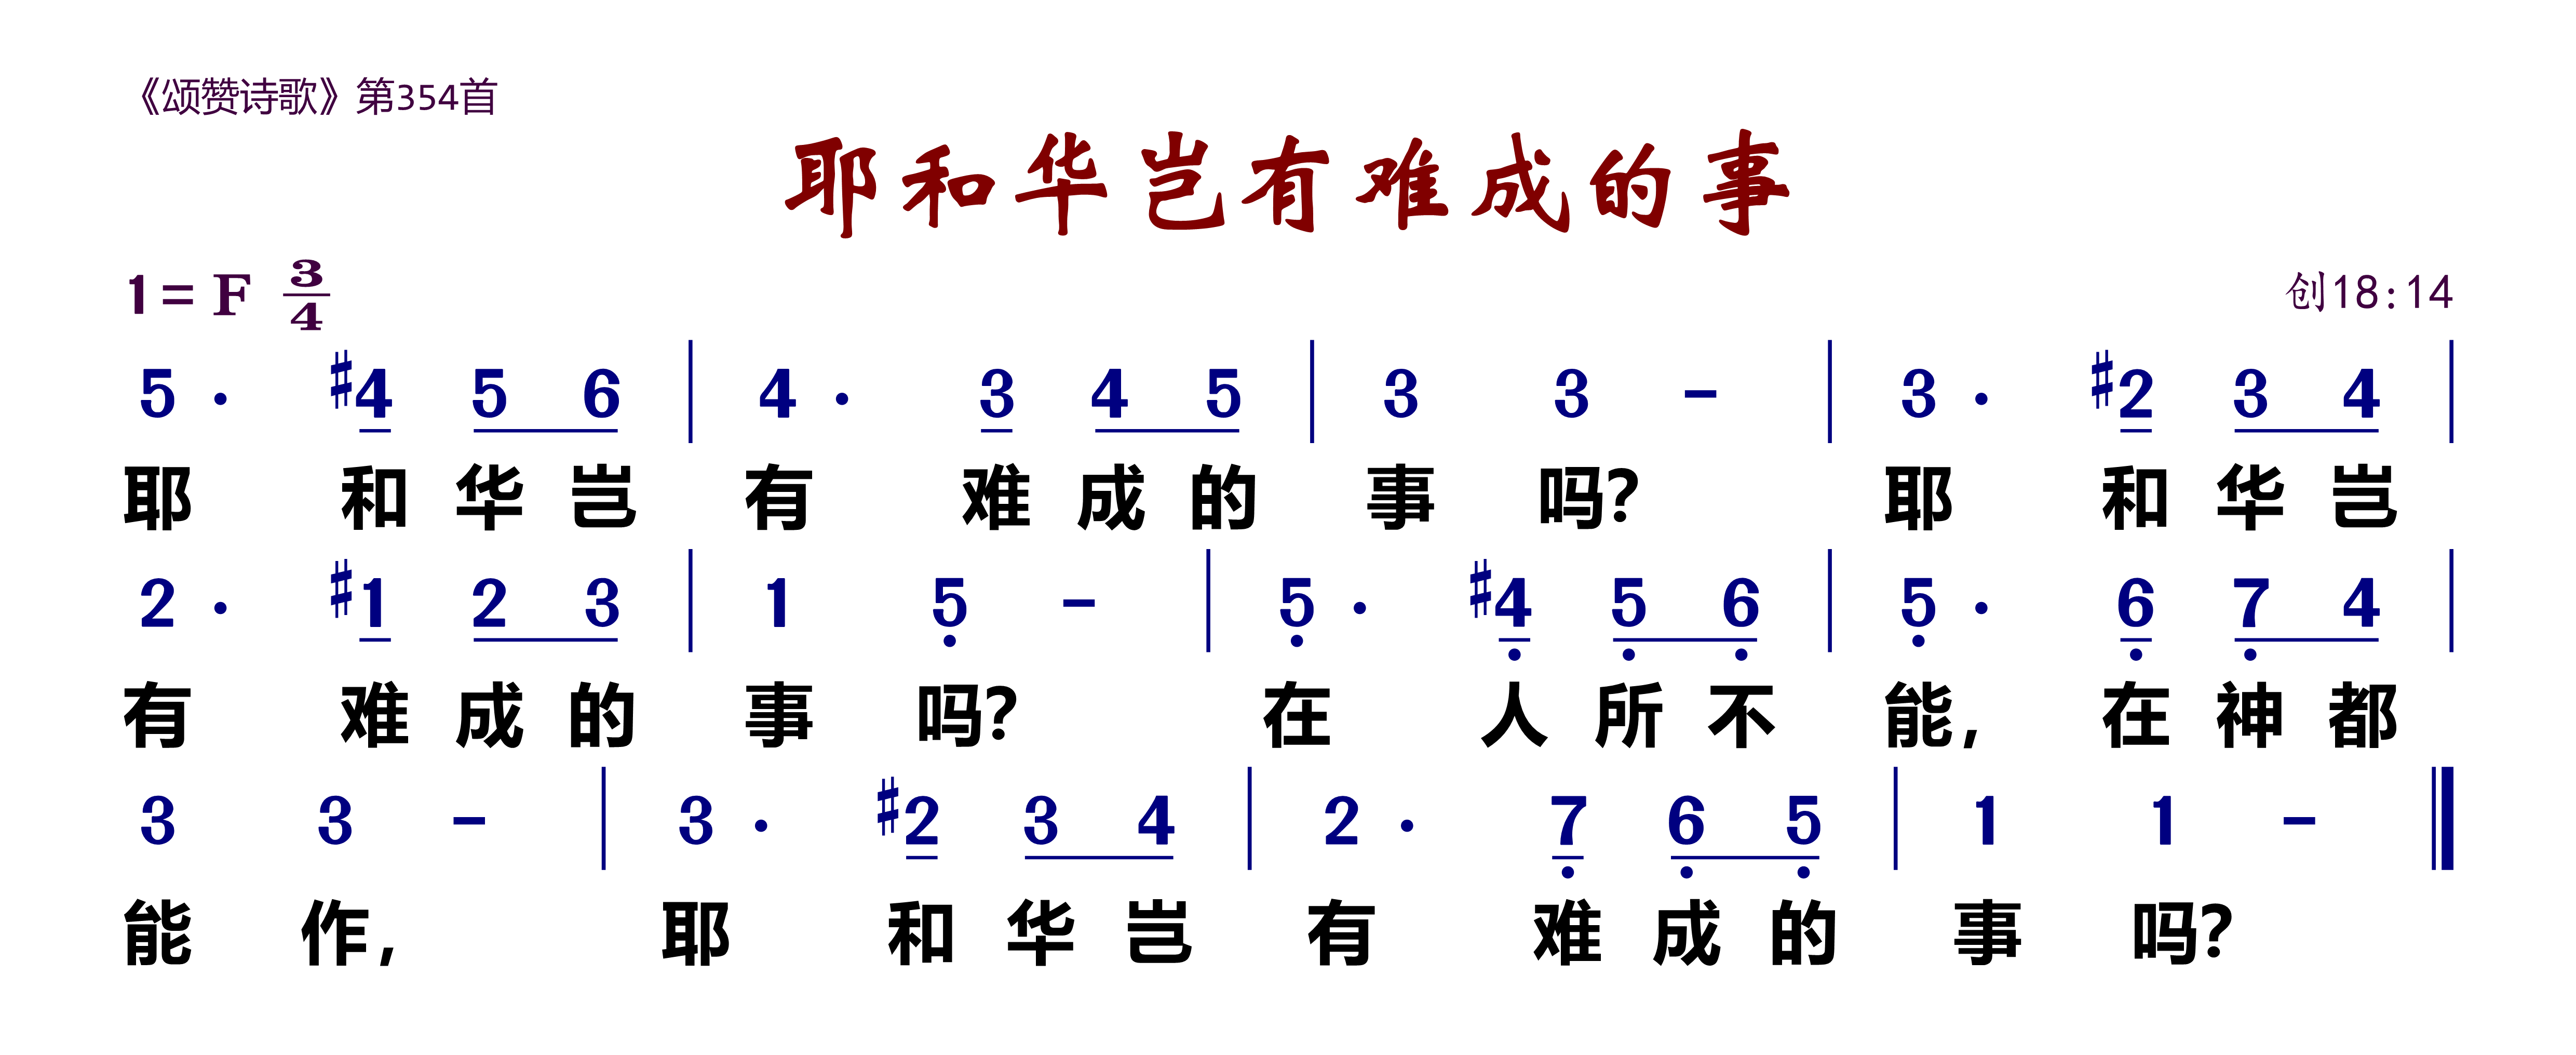 《颂赞诗歌》第354首
耶和华岂有难成的事
1= F 3/4
创18:14
5 · #4 5 6 | 4 · 3 4 5 | 3 3 - | 3 · #2 3 4 |
耶 和 华 岂 有 难 成 的 事 吗? 耶 和 华 岂
2 · #1 2 3 | 1 5 - | 5 · #4 5 6 | 5 · 6 7 4 |
有 难 成 的 事 吗? 在 人 所 不 能, 在 神 都
3 3 - | 3 · #2 3 4 | 2 · 7 6 5 | 1 1 - ‖
能 作, 耶 和 华 岂 有 难 成 的 事 吗?